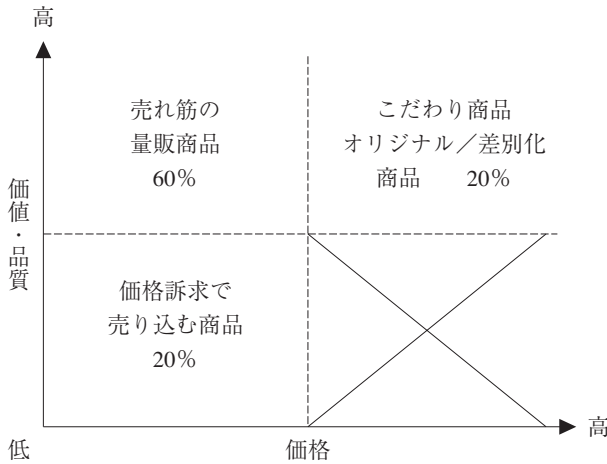 高
売れ筋の
量販商品
60%
こだわり商品
オリジナル／差別化
商品　　20%
価値・品質
価格訴求で
売り込む商品
20%
低
価格
高